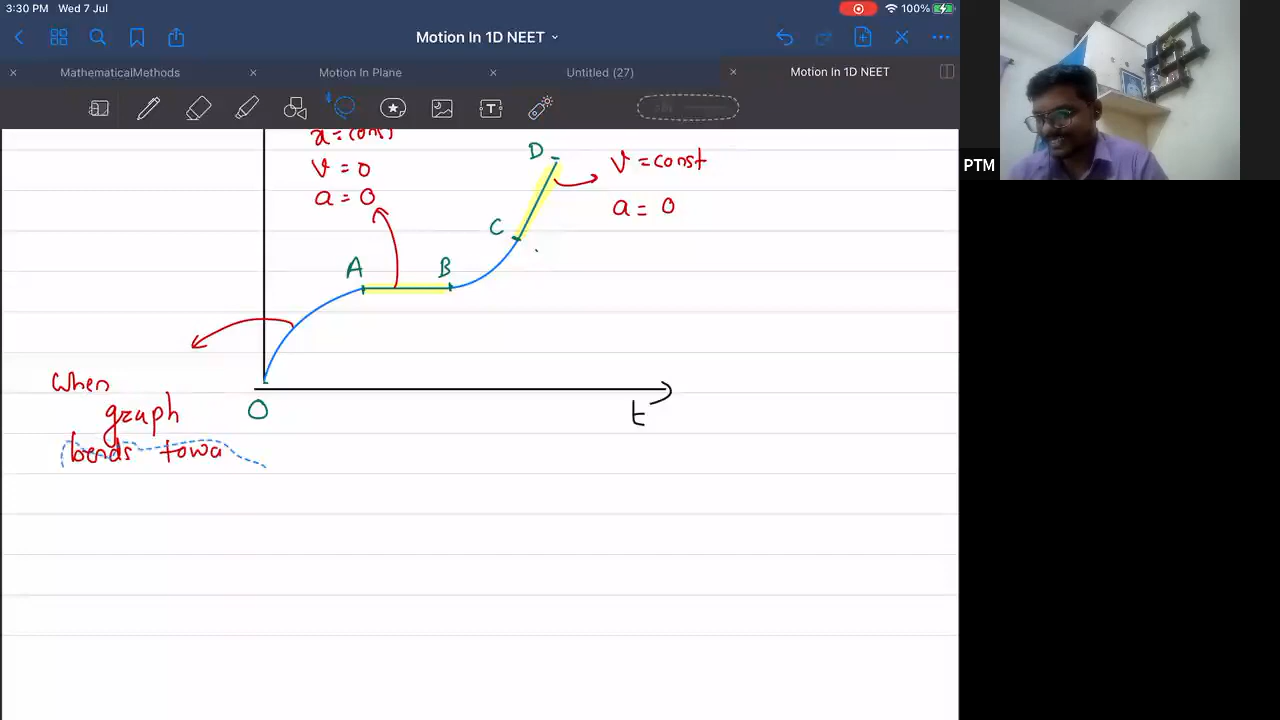 3:30 PM Wed 7 Jul
100%
Motion In 1D NEET
MathematicalMethods
Motion In Plane
Untitled (27)
Motion In 1D NEET
T
x = const
v = 0
a = 0
D
v = const
a = 0
C
A
B
PTM
when
graph
bends towa
O
t